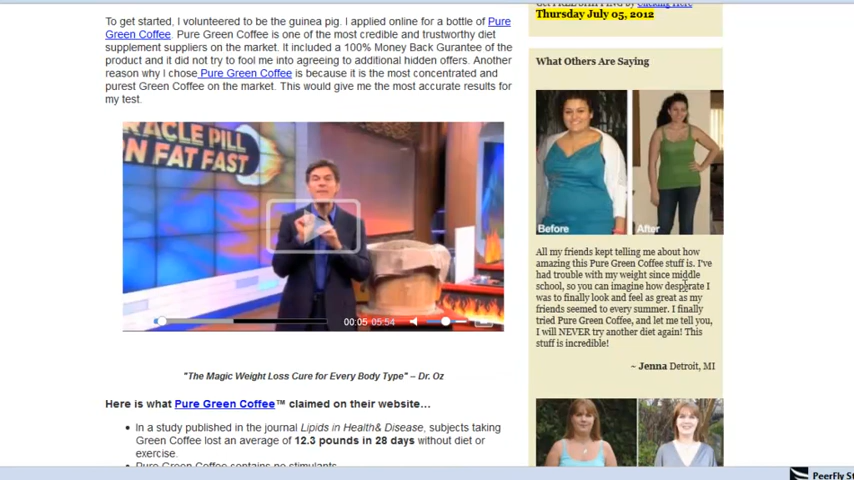 To get started, I volunteered to be the guinea pig. I applied online for a bottle of Pure
Green Coffee. Pure Green Coffee is one of the most credible and trustworthy diet
supplement suppliers on the market. It included a 100% Money Back Gurantee of the
product and it did not try to fool me into agreeing to additional hidden offers. Another
reason why I chose Pure Green Coffee is because it is the most concentrated and
purest Green Coffee on the market. This would give me the most accurate results for
my test.
RACLE PILL
N FAT FAST
00:05 05:54
"The Magic Weight Loss Cure for Every Body Type" – Dr. Oz
Here is what Pure Green Coffee™ claimed on their website…
• In a study published in the journal Lipids in Health& Disease, subjects taking
Green Coffee lost an average of 12.3 pounds in 28 days without diet or
exercise.
• Pure Green Coffee contains no stimulants
Clicking Here
Thursday July 05, 2012
What Others Are Saying
Before
After
All my friends kept telling me about how
amazing this Pure Green Coffee stuff is. I've
had trouble with my weight since middle
school, so you can imagine how desperate I
was to finally look and feel as great as my
friends seemed to every summer. I finally
tried Pure Green Coffee, and let me tell you,
I will NEVER try another diet again! This
stuff is incredible!
~ Jenna Detroit, MI
PeerFly St